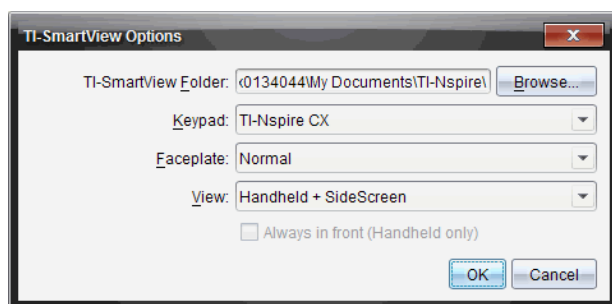 TI-SmartView Options
TI-SmartView Folder: x0134044\My Documents\TI-Nspire\ Browse...
Keypad: TI-Nspire CX
Faceplate: Normal
View: Handheld + SideScreen
Always in front (Handheld only)
OK Cancel